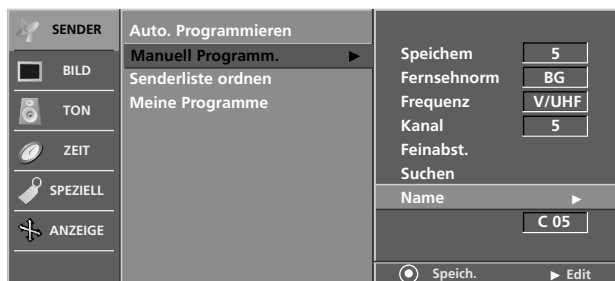 SENDER
BILD
TON
ZEIT
SPEZIELL
ANZEIGE
Auto. Programmieren
Manuell Programm. ►
Senderliste ordnen
Meine Programme
Speichem 5
Fernsehnorm BG
Frequenz V/UHF
Kanal 5
Feinabst.
Suchen
Name ►
C 05
Speich. ► Edit